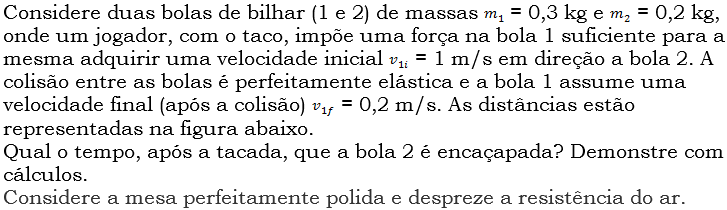 Considere duas bolas de bilhar (1 e 2) de massas m₁ = 0,3 kg e m₂ = 0,2 kg,
onde um jogador, com o taco, impõe uma força na bola 1 suficiente para a
mesma adquirir uma velocidade inicial v₁ᵢ = 1 m/s em direção a bola 2. A
colisão entre as bolas é perfeitamente elástica e a bola 1 assume uma
velocidade final (após a colisão) v₁f = 0,2 m/s. As distâncias estão
representadas na figura abaixo.
Qual o tempo, após a tacada, que a bola 2 é encaçapada? Demonstre com
cálculos.
Considere a mesa perfeitamente polida e despreze a resistência do ar.